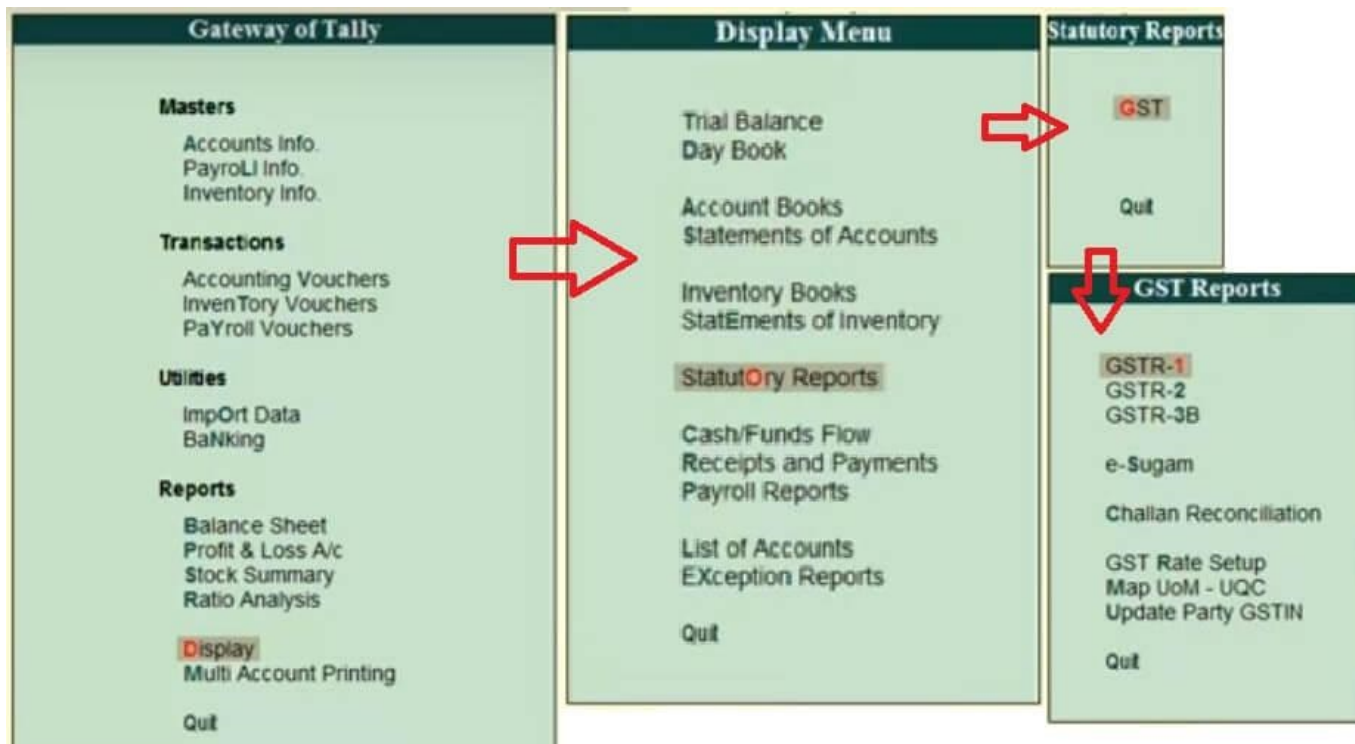 Gateway of Tally
Masters
Accounts Info.
PayroLl Info.
Inventory Info.
Transactions
Accounting Vouchers
InvenTory Vouchers
PaYroll Vouchers
Utilities
ImpOrt Data
BaNking
Reports
Balance Sheet
Profit & Loss A/c
Stock Summary
Ratio Analysis
Display
Multi Account Printing
Quit
Display Menu
Trial Balance
Day Book
Account Books
Statements of Accounts
Inventory Books
StatEments of Inventory
StatutOry Reports
Cash/Funds Flow
Receipts and Payments
Payroll Reports
List of Accounts
EXception Reports
Quit
Statutory Reports
GST
Quit
GST Reports
GSTR-1
GSTR-2
GSTR-3B
e-Sugam
Challan Reconciliation
GST Rate Setup
Map UoM - UQC
Update Party GSTIN
Quit